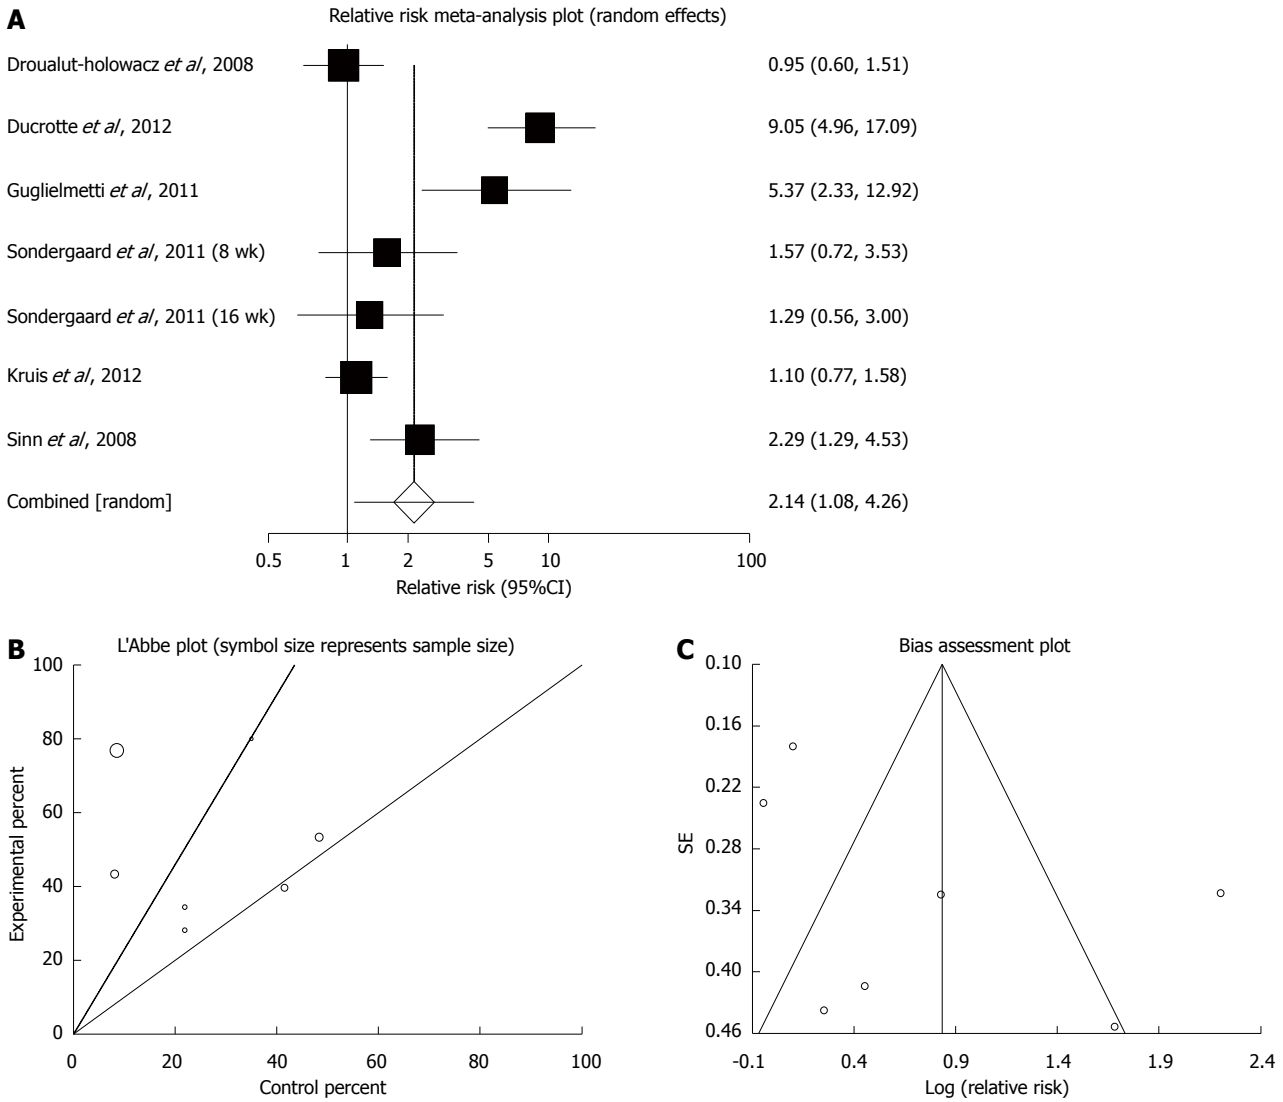 A
Relative risk meta-analysis plot (random effects)
Droualut-holowacz et al, 2008 0.95 (0.60, 1.51)
Ducrotte et al, 2012 9.05 (4.96, 17.09)
Guglielmetti et al, 2011 5.37 (2.33, 12.92)
Sondergaard et al, 2011 (8 wk) 1.57 (0.72, 3.53)
Sondergaard et al, 2011 (16 wk) 1.29 (0.56, 3.00)
Kruis et al, 2012 1.10 (0.77, 1.58)
Sinn et al, 2008 2.29 (1.29, 4.53)
Combined [random] 2.14 (1.08, 4.26)
0.5 1 2 5 10 100
Relative risk (95%CI)
B
L'Abbe plot (symbol size represents sample size)
100
80
60
40
20
0
Experimental percent
0 20 40 60 80 100
Control percent
C
Bias assessment plot
0.10
0.16
0.22
0.28
0.34
0.40
0.46
SE
-0.1 0.4 0.9 1.4 1.9 2.4
Log (relative risk)